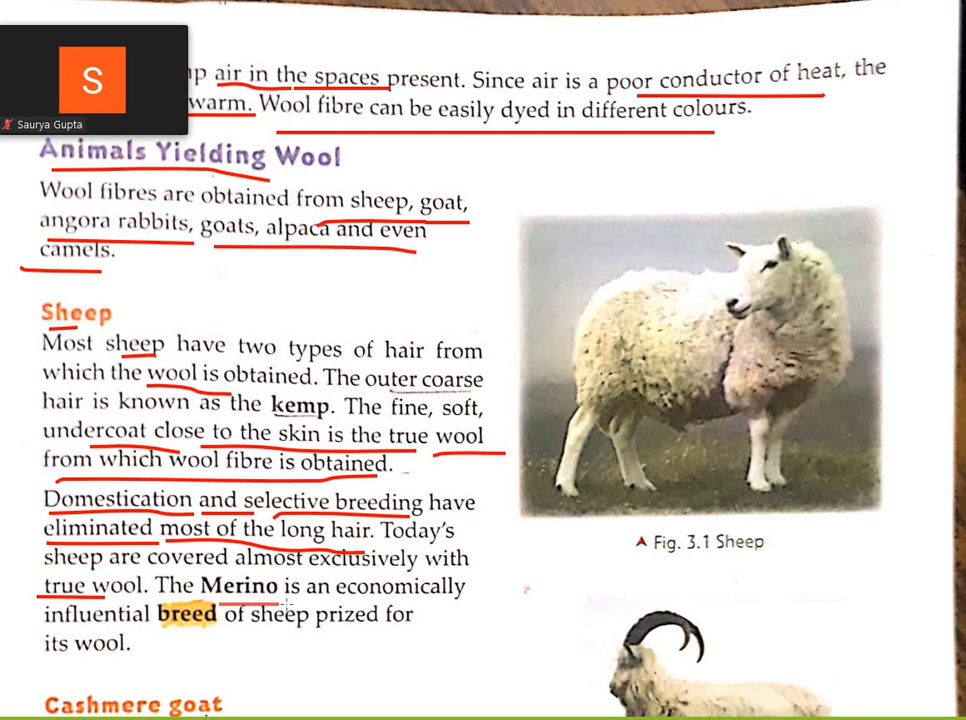 air in the spaces present. Since air is a poor conductor of heat, the
warm. Wool fibre can be easily dyed in different colours.
S
Saurya Gupta
Animals Yielding Wool
Wool fibres are obtained from sheep, goat,
angora rabbits, goats, alpaca and even
camels.
Sheep
Most sheep have two types of hair from
which the wool is obtained. The outer coarse
hair is known as the kemp. The fine, soft,
undercoat close to the skin is the true wool
from which wool fibre is obtained.
Domestication and selective breeding have
eliminated most of the long hair. Today's
sheep are covered almost exclusively with
true wool. The Merino is an economically
influential breed of sheep prized for
its wool.
Fig. 3.1 Sheep
Cashmere goat